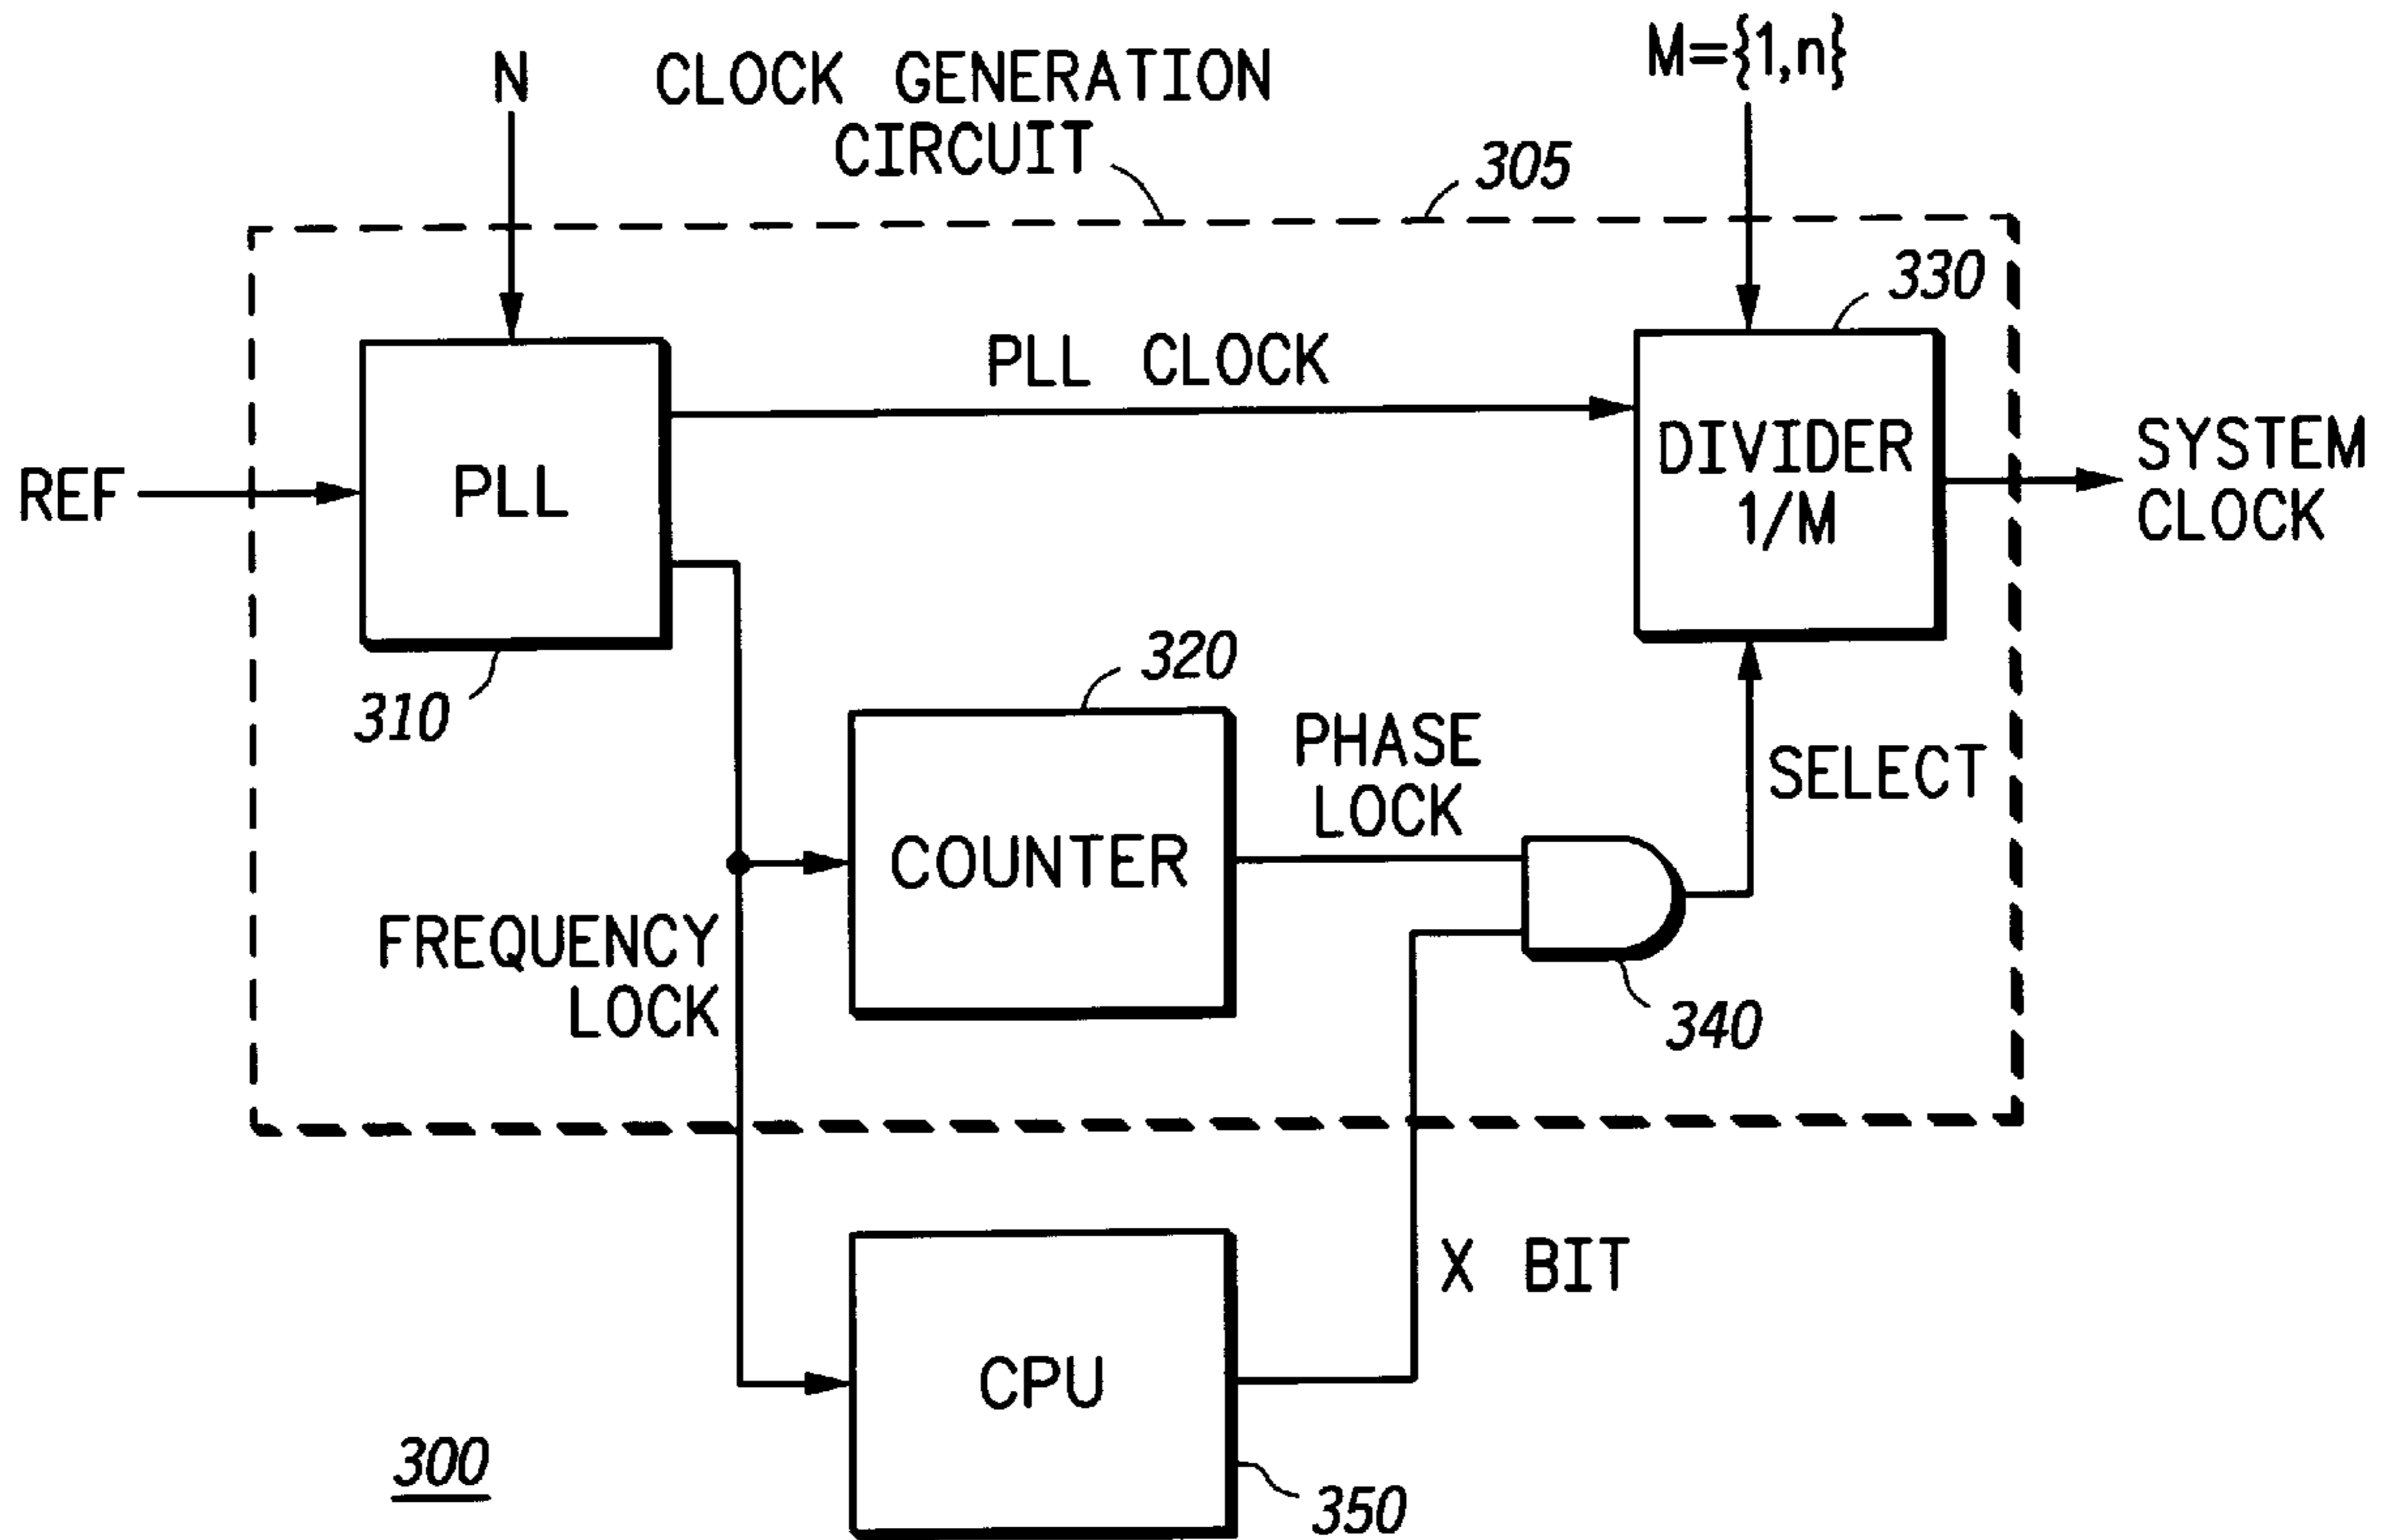 N
CLOCK GENERATION
CIRCUIT
M={1,n}
305
330
PLL CLOCK
REF
PLL
DIVIDER
1/M
SYSTEM
CLOCK
310
320
PHASE
LOCK
SELECT
COUNTER
FREQUENCY
LOCK
340
X BIT
CPU
300
350